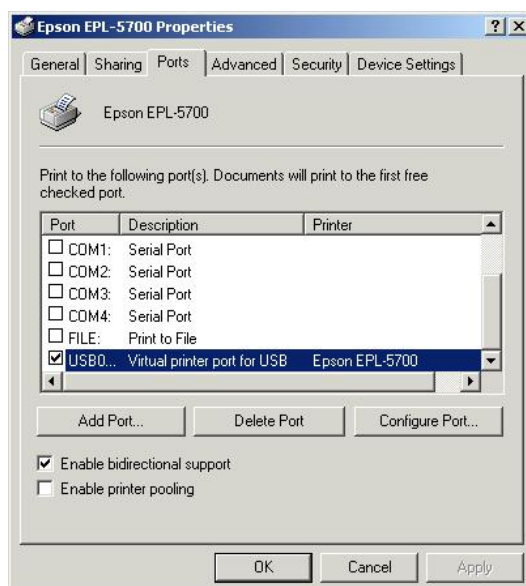 Epson EPL-5700 Properties
General Sharing Ports Advanced Security Device Settings
Epson EPL-5700
Print to the following port(s). Documents will print to the first free
checked port.
Port Description Printer
COM1: Serial Port
COM2: Serial Port
COM3: Serial Port
COM4: Serial Port
FILE: Print to File
USB0... Virtual printer port for USB Epson EPL-5700
Add Port... Delete Port Configure Port...
Enable bidirectional support
Enable printer pooling
OK Cancel Apply